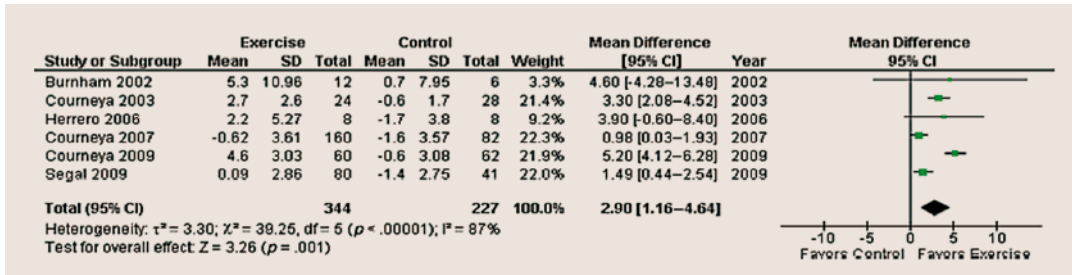 Exercise Control Mean Difference Mean Difference
Study or Subgroup Mean SD Total Mean SD Total Weight [95% CI] Year 95% CI
Burnham 2002 5.3 10.96 12 0.7 7.95 6 3.3% 4.60 [-4.28–13.48] 2002
Courneya 2003 2.7 2.6 24 -0.6 1.7 28 21.4% 3.30 [2.08–4.52] 2003
Herrero 2006 2.2 5.27 8 -1.7 3.8 8 9.2% 3.90 [-0.60–8.40] 2006
Courneya 2007 -0.62 3.61 160 -1.6 3.57 82 22.3% 0.98 [0.03–1.93] 2007
Courneya 2009 4.6 3.03 60 -0.6 3.08 62 21.9% 5.20 [4.12–6.28] 2009
Segal 2009 0.09 2.86 80 -1.4 2.75 41 22.0% 1.49 [0.44–2.54] 2009
Total (95% CI) 344 227 100.0% 2.90 [1.16–4.64]
Heterogeneity: τ² = 3.30; χ² = 39.25, df = 5 (p < .00001); I² = 87%
Test for overall effect: Z = 3.26 (p = .001)
-10 -5 0 5 10
Favors Control Favors Exercise